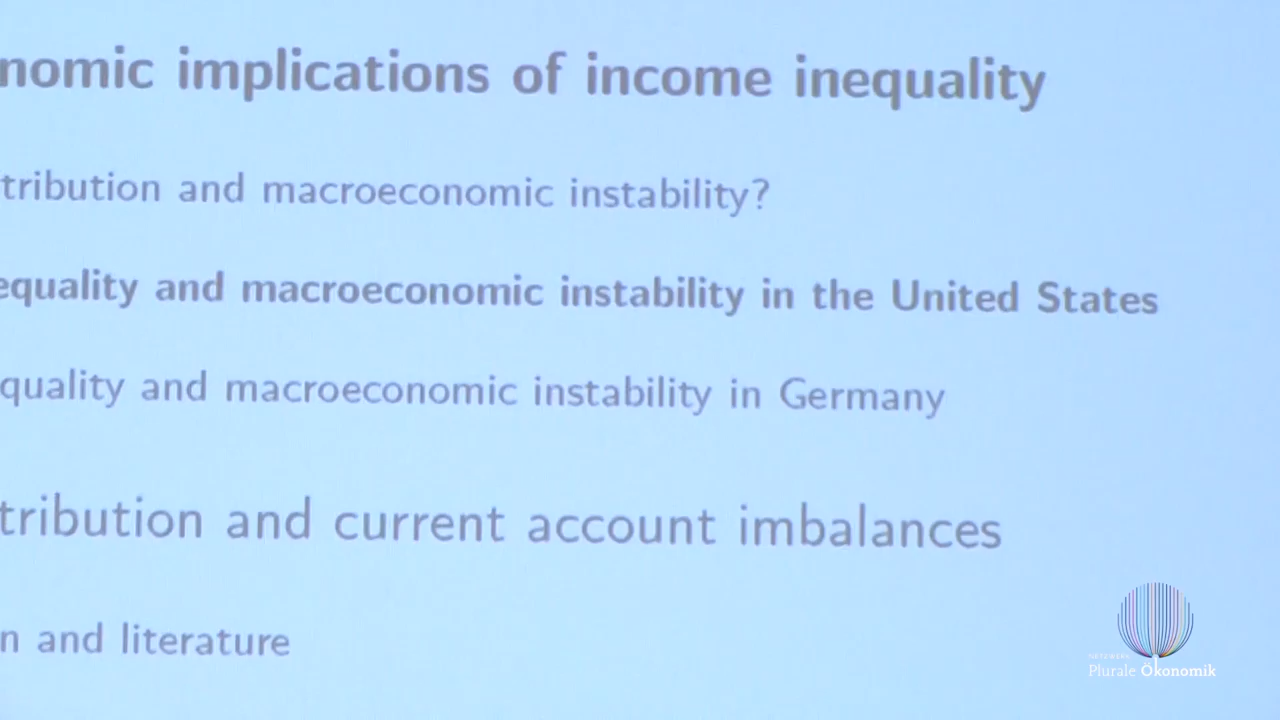 nomic implications of income inequality
tribution and macroeconomic instability?
equality and macroeconomic instability in the United States
quality and macroeconomic instability in Germany
tribution and current account imbalances
n and literature
NETZWERK
Plurale Ökonomik